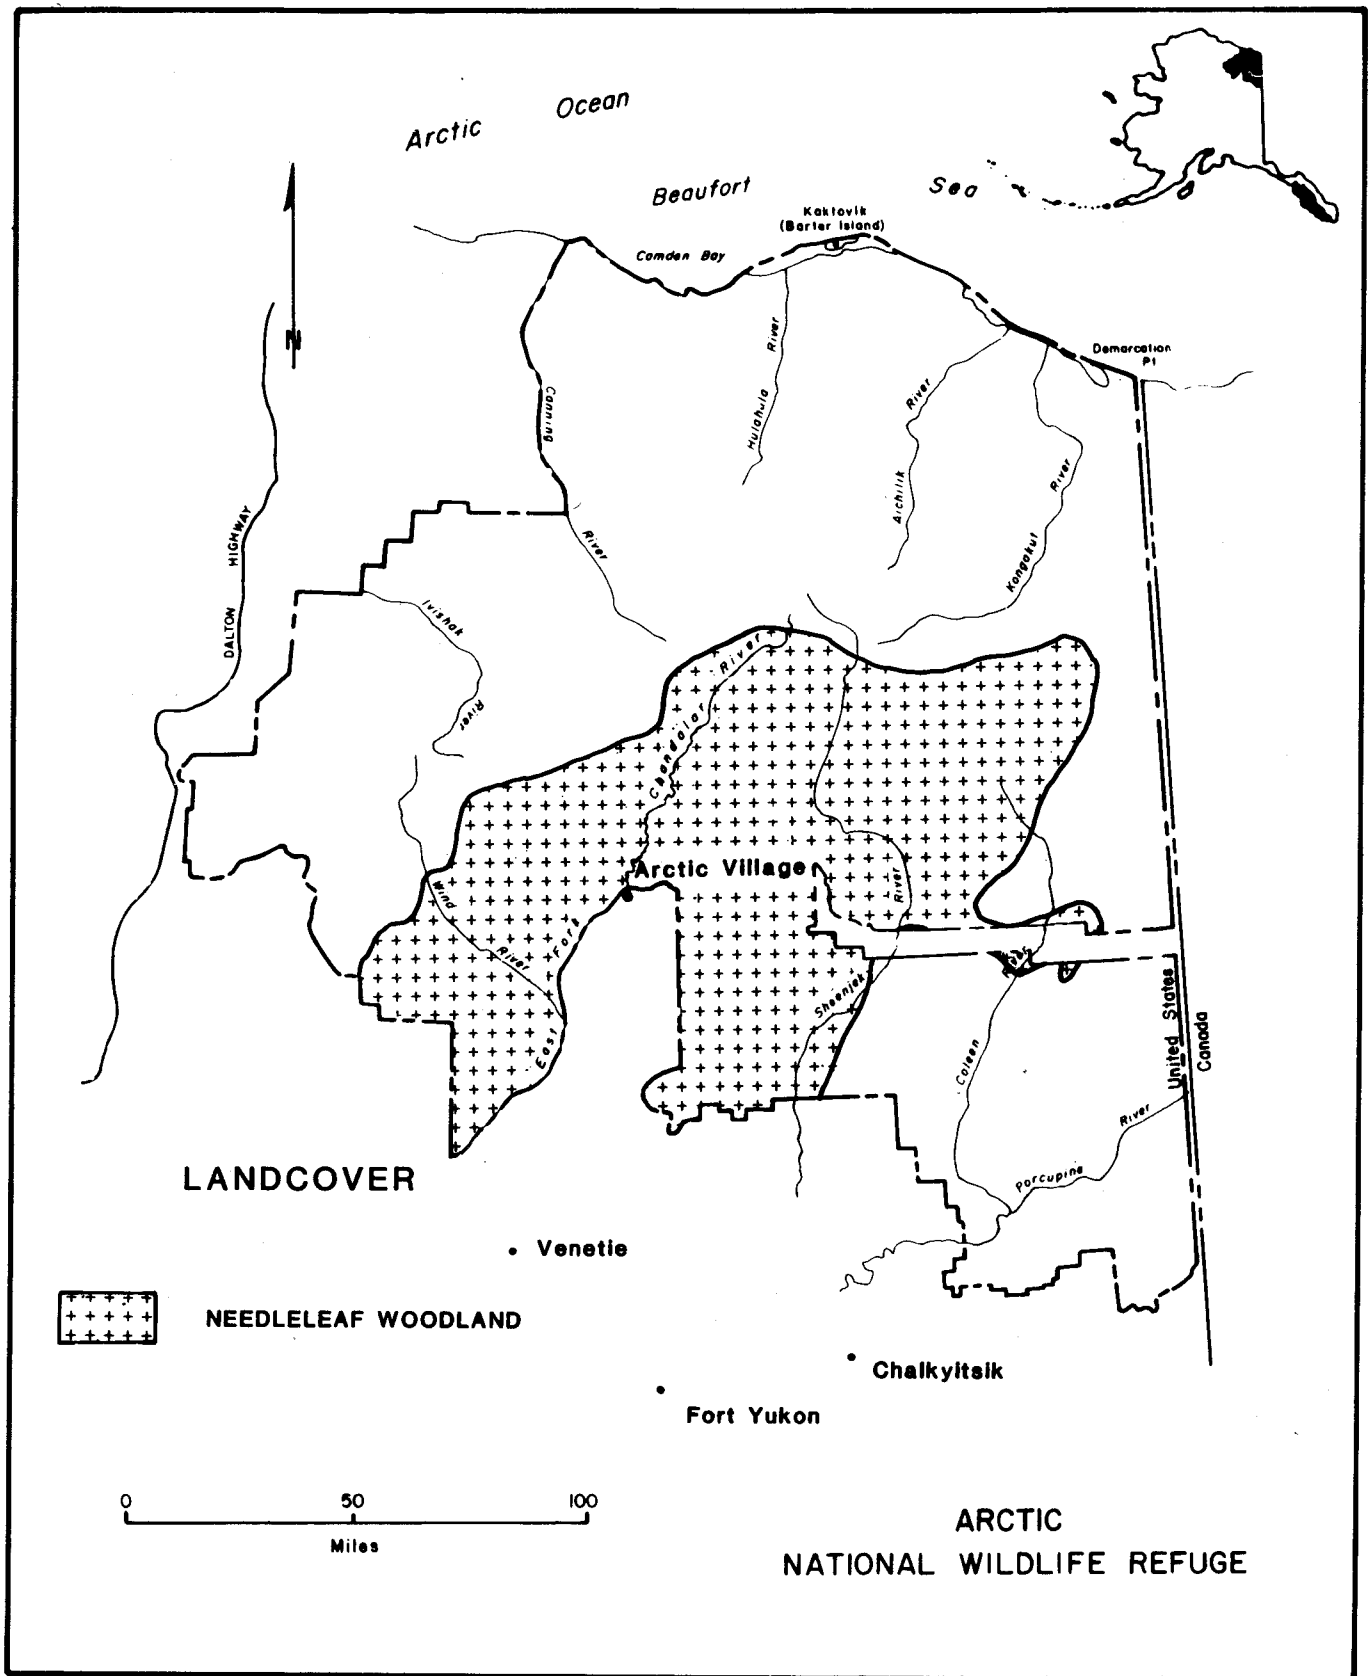 Arctic Ocean
Beaufort Sea
Kaktovik
(Barter Island)
Camden Bay
Demarcation
Pt
N
DALTON HIGHWAY
Canning
River
Hulahula River
Aichilik River
Kongakut River
Ivishak
River
Chandalar River
Arctic Village
Wind
River
East Fork
Sheenjek
River
Coleen
River
Porcupine
River
United States
Canada
LANDCOVER
Venetie
NEEDLELEAF WOODLAND
Chalkyitsik
Fort Yukon
0 50 100
Miles
ARCTIC
NATIONAL WILDLIFE REFUGE